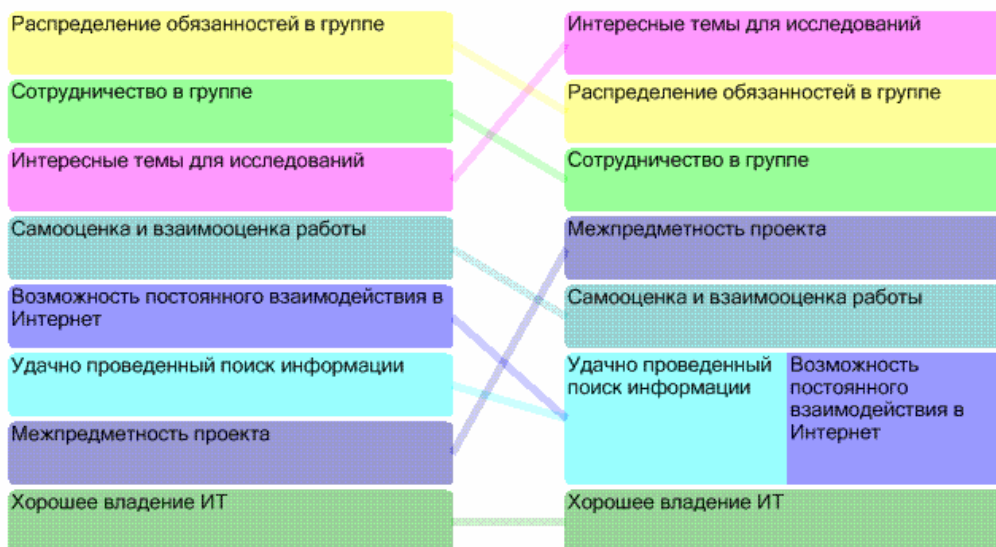 Распределение обязанностей в группе
Сотрудничество в группе
Интересные темы для исследований
Самооценка и взаимооценка работы
Возможность постоянного взаимодействия в
Интернет
Удачно проведенный поиск информации
Межпредметность проекта
Хорошее владение ИТ
Интересные темы для исследований
Распределение обязанностей в группе
Сотрудничество в группе
Межпредметность проекта
Самооценка и взаимооценка работы
Удачно проведенный
поиск информации
Возможность
постоянного
взаимодействия в
Интернет
Хорошее владение ИТ